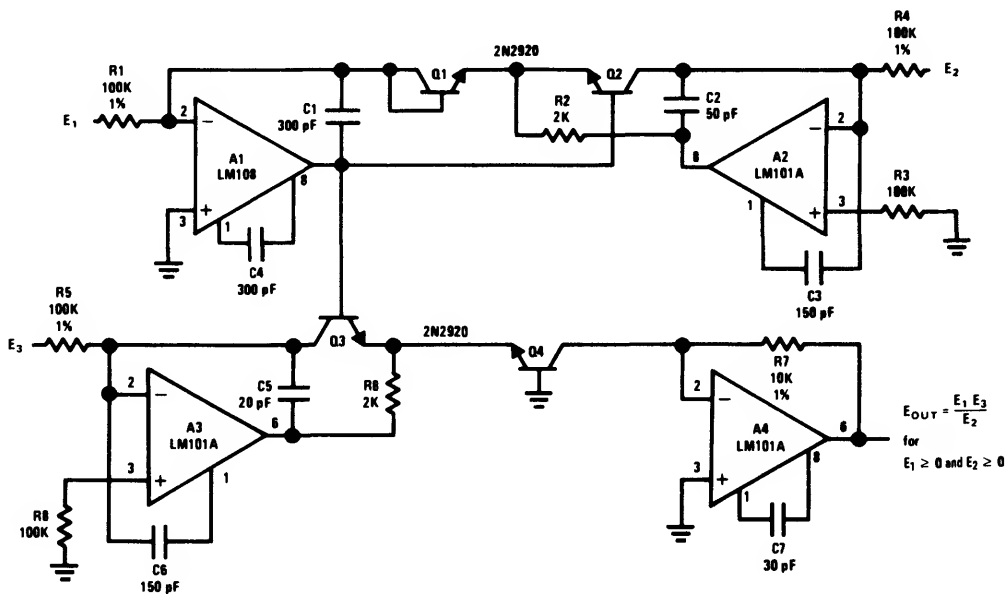 R4
100K
1%
2N2920
R1
100K
1%
Q1
Q2
E2
E1
C1
300 pF
R2
2K
C2
50 pF
2
A1
LM108
8
8
A2
LM101A
2
3
1
1
3
R3
100K
C4
300 pF
C3
150 pF
R5
100K
1%
E3
Q3
2N2920
Q4
R7
10K
1%
2
C5
20 pF
R8
2K
2
A3
LM101A
6
A4
LM101A
6
8
EOUT = E1 E3
E2
for
E1 ≥ 0 and E2 ≥ 0
3
1
3
1
R6
100K
C6
150 pF
C7
30 pF